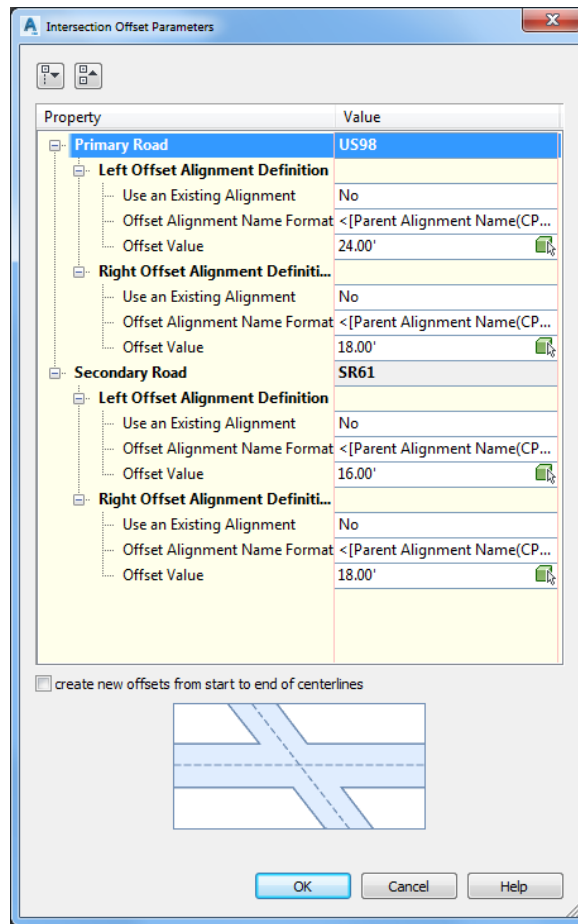 Intersection Offset Parameters
Property Value
Primary Road US98
Left Offset Alignment Definition
Use an Existing Alignment No
Offset Alignment Name Format <[Parent Alignment Name(CP...
Offset Value 24.00'
Right Offset Alignment Definiti...
Use an Existing Alignment No
Offset Alignment Name Format <[Parent Alignment Name(CP...
Offset Value 18.00'
Secondary Road SR61
Left Offset Alignment Definition
Use an Existing Alignment No
Offset Alignment Name Format <[Parent Alignment Name(CP...
Offset Value 16.00'
Right Offset Alignment Definiti...
Use an Existing Alignment No
Offset Alignment Name Format <[Parent Alignment Name(CP...
Offset Value 18.00'
create new offsets from start to end of centerlines
OK Cancel Help